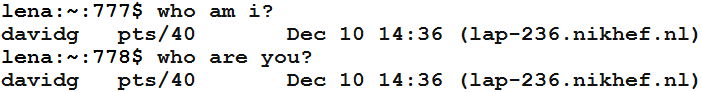 lena:~:777$ who am i?
davidg   pts/40       Dec 10 14:36 (lap-236.nikhef.nl)
lena:~:778$ who are you?
davidg   pts/40       Dec 10 14:36 (lap-236.nikhef.nl)